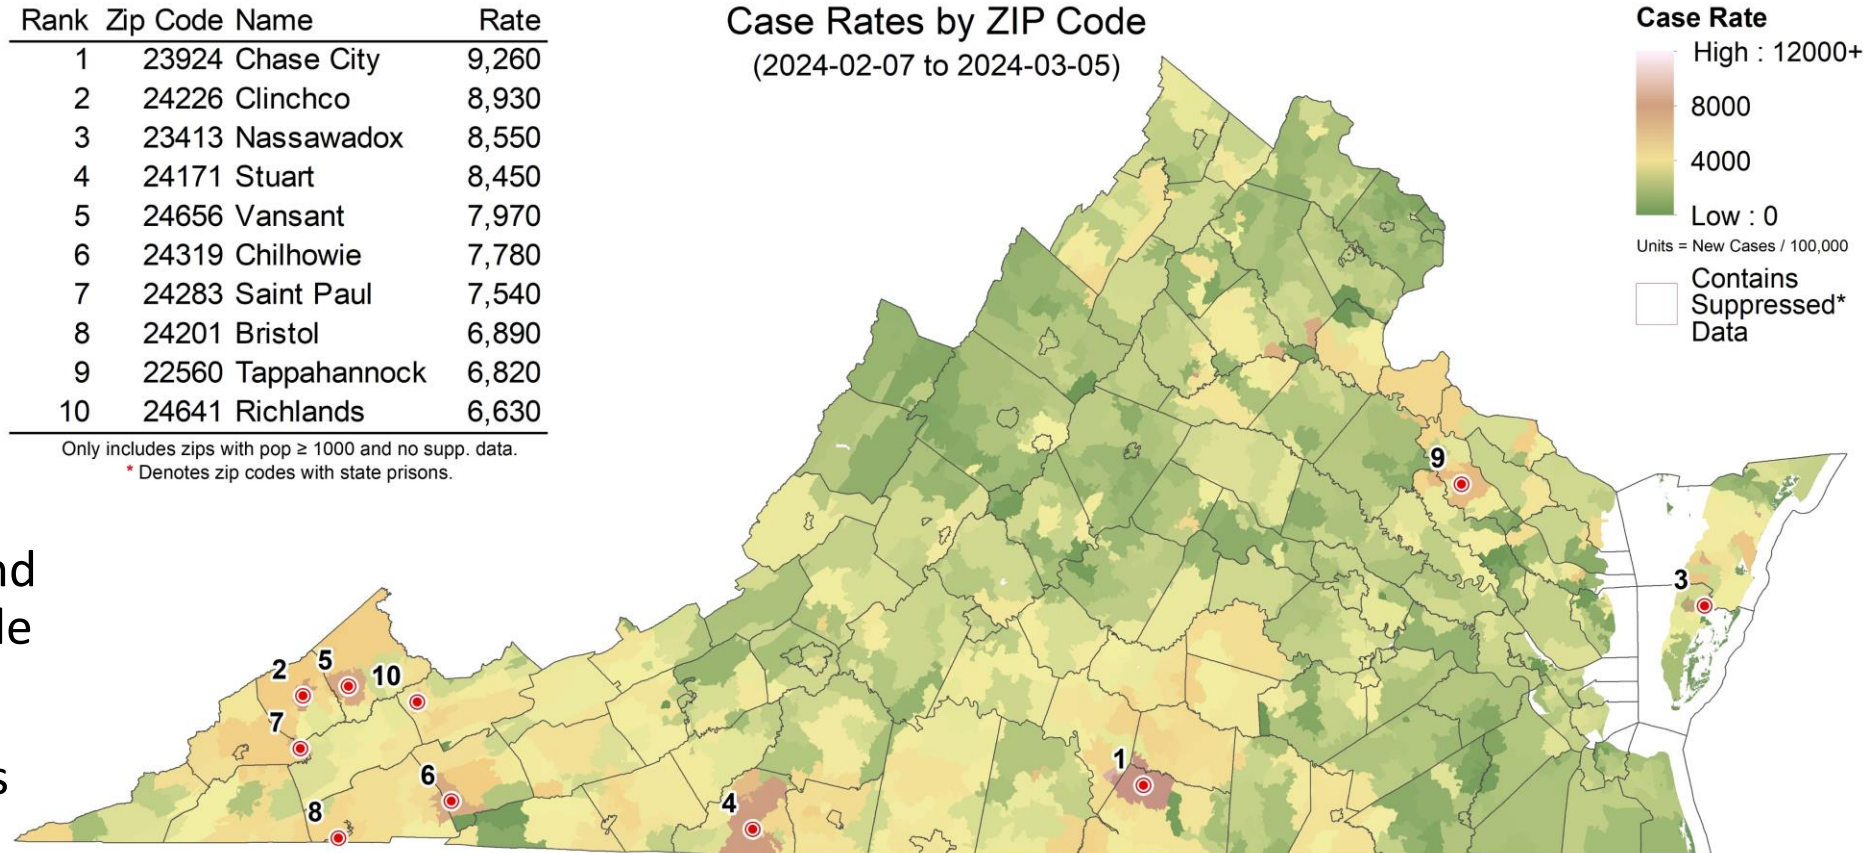 Rank Zip Code Name Rate
1 23924 Chase City 9,260
2 24226 Clinchco 8,930
3 23413 Nassawadox 8,550
4 24171 Stuart 8,450
5 24656 Vansant 7,970
6 24319 Chilhowie 7,780
7 24283 Saint Paul 7,540
8 24201 Bristol 6,890
9 22560 Tappahannock 6,820
10 24641 Richlands 6,630
Only includes zips with pop ≥ 1000 and no supp. data.
* Denotes zip codes with state prisons.
Case Rates by ZIP Code
(2024-02-07 to 2024-03-05)
Case Rate
High : 12000+
8000
4000
Low : 0
Units = New Cases / 100,000
Contains
Suppressed*
Data
9
3
2
5
10
7
6
8
4
1